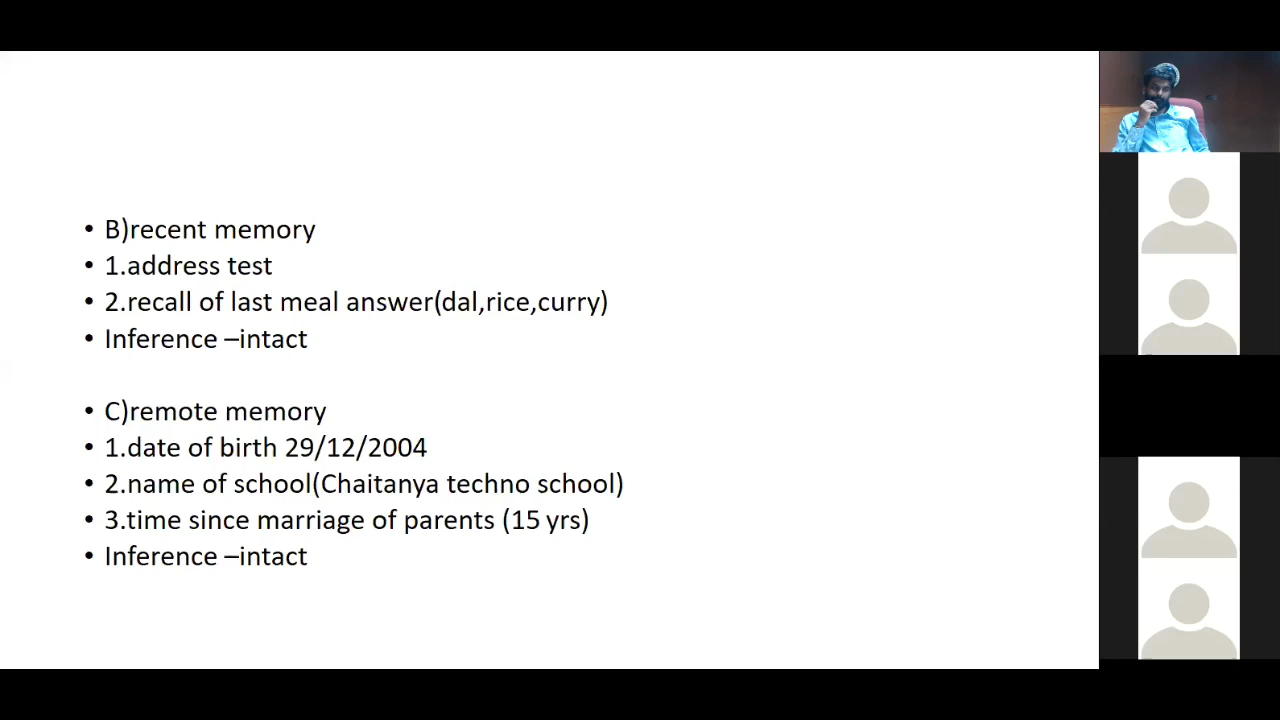 • B)recent memory
• 1.address test
• 2.recall of last meal answer(dal,rice,curry)
• Inference –intact
• C)remote memory
• 1.date of birth 29/12/2004
• 2.name of school(Chaitanya techno school)
• 3.time since marriage of parents (15 yrs)
• Inference –intact